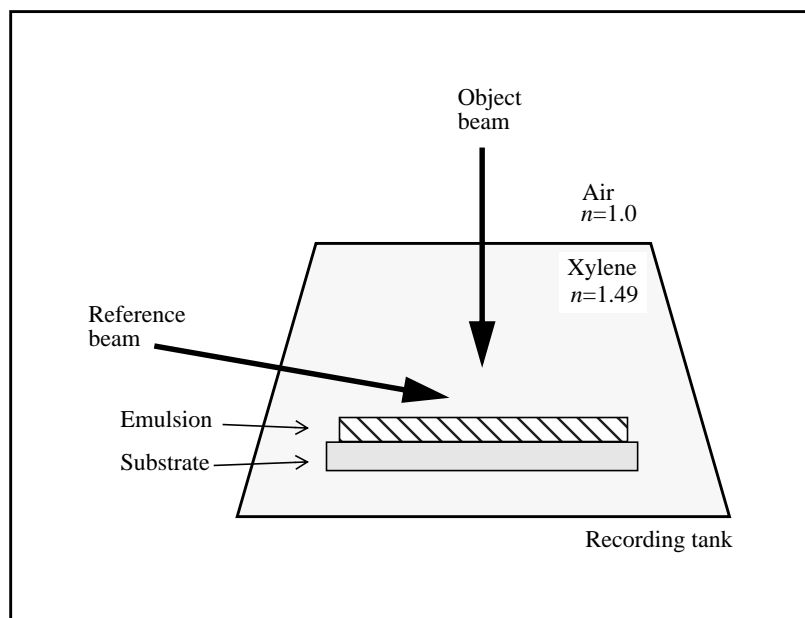 Object
beam
Air
n=1.0
Xylene
n=1.49
Reference
beam
Emulsion
Substrate
Recording tank